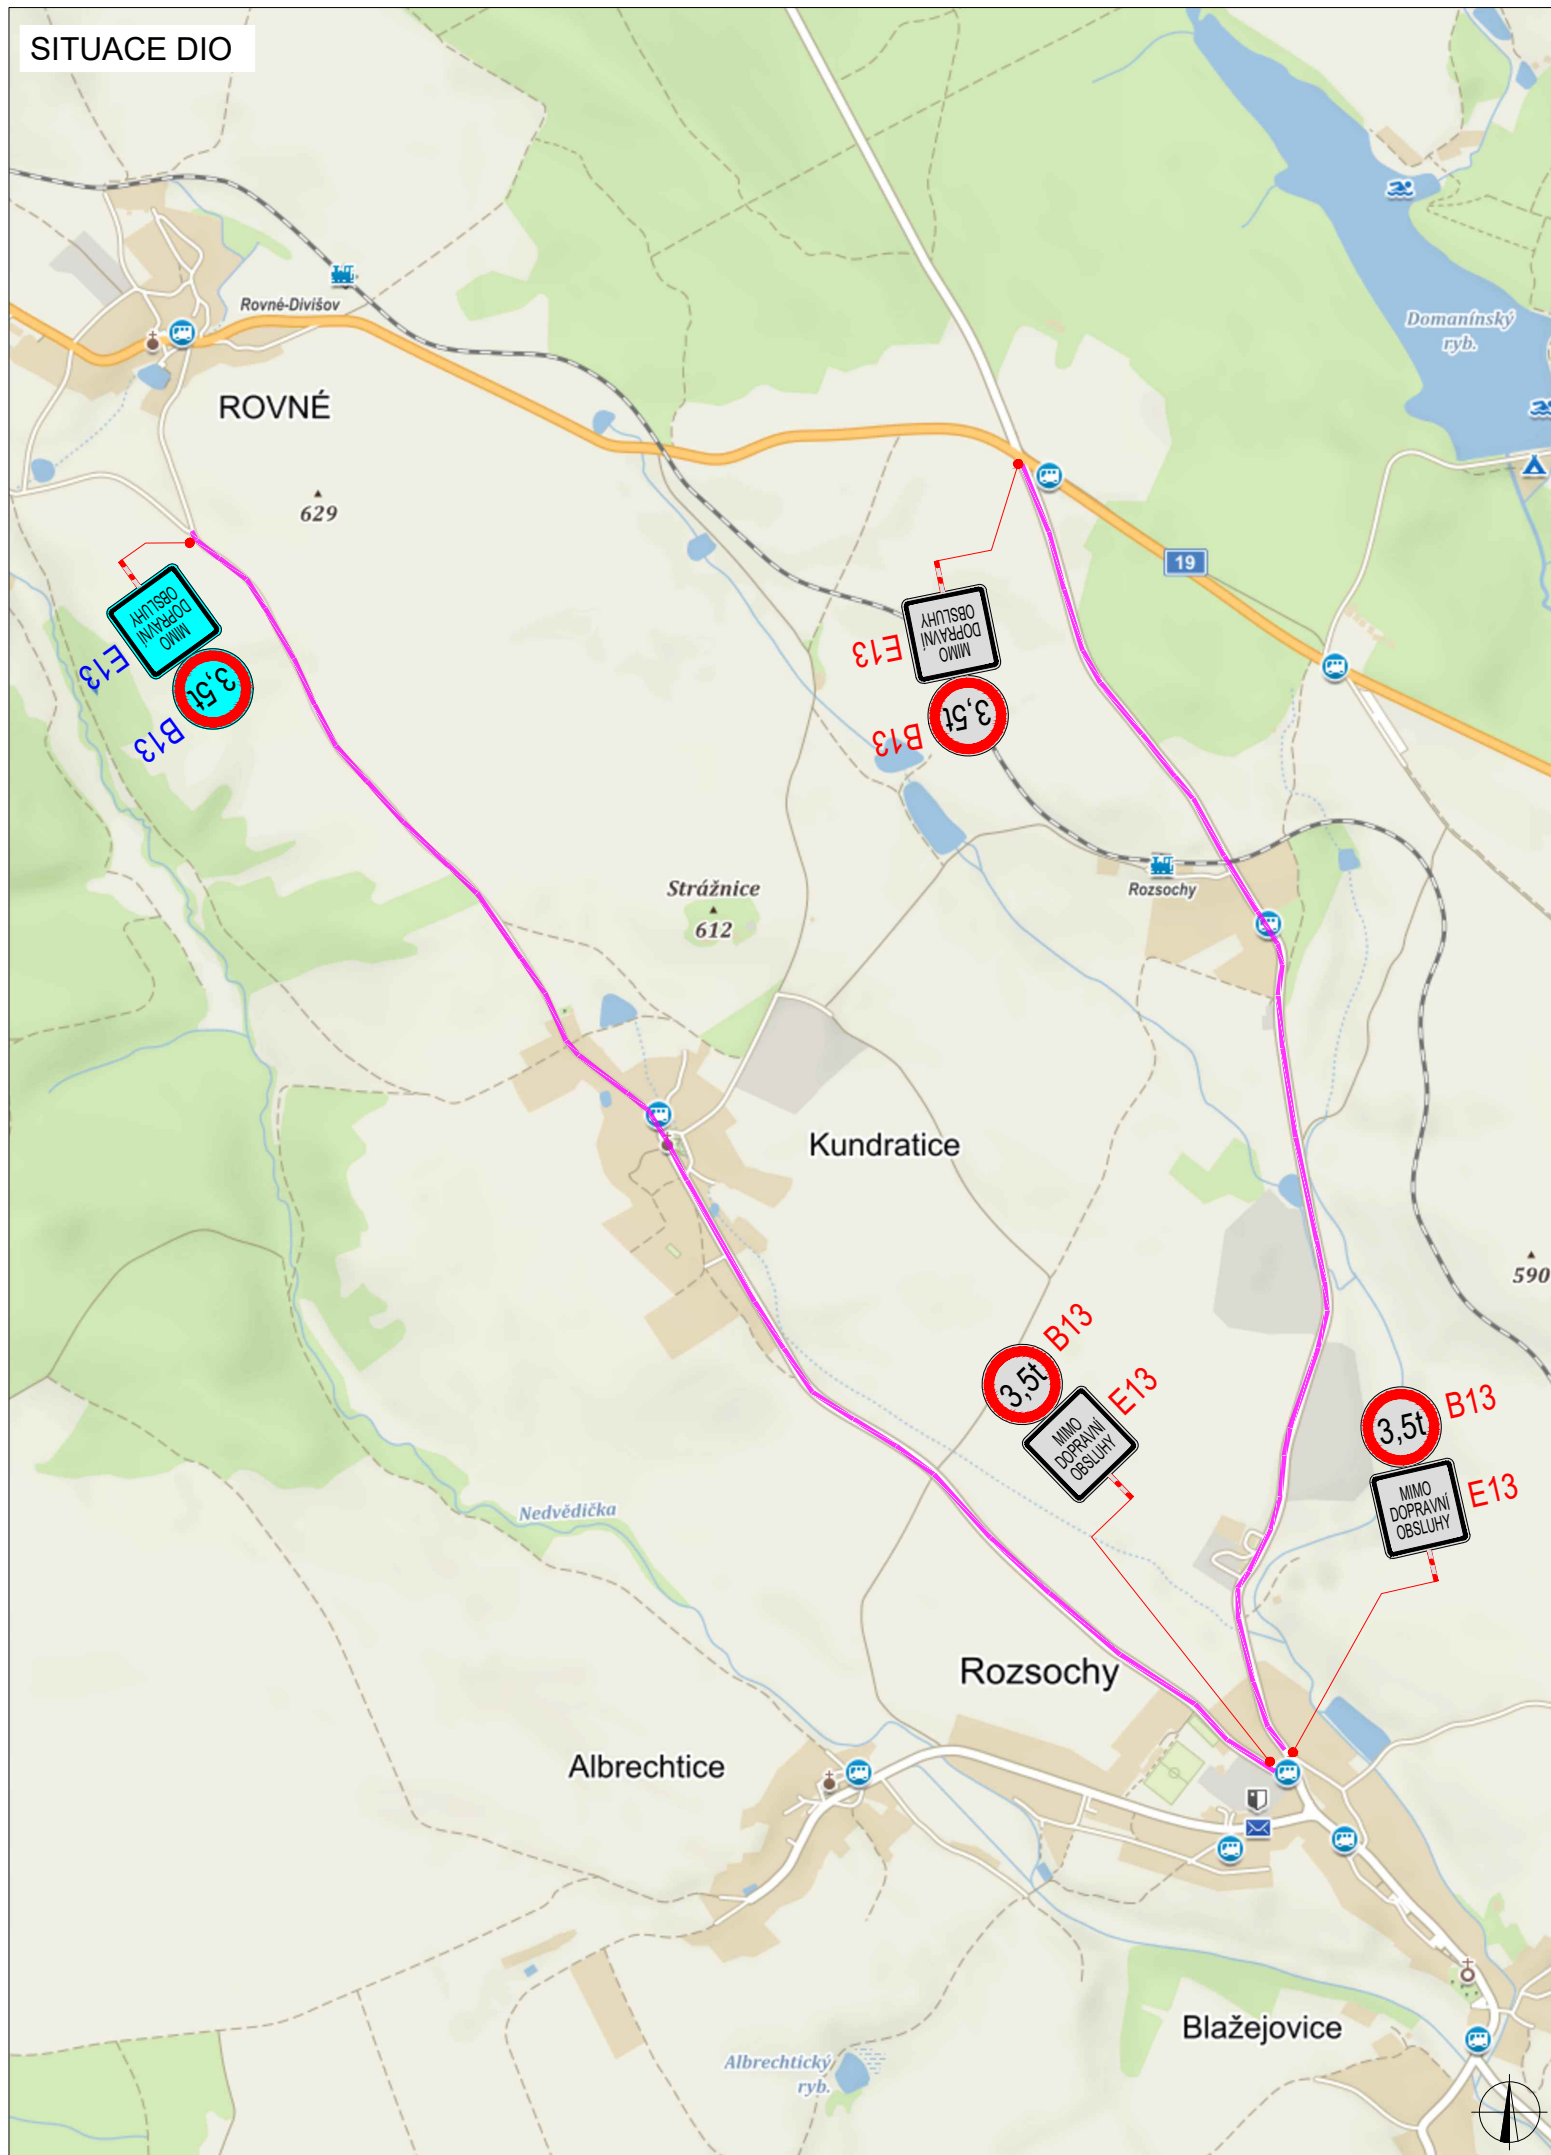 SITUACE DIO
Rovné-Divišov
Domanínský
ryb.
ROVNÉ
629
19
MIMO
DOPRAVNÍ
OBSLUHY
E13
3,5t
B13
MIMO
DOPRAVNÍ
OBSLUHY
E13
3,5t
B13
Strážnice
612
Rozsochy
Kundratice
590
B13
3,5t
E13
MIMO
DOPRAVNÍ
OBSLUHY
B13
3,5t
E13
MIMO
DOPRAVNÍ
OBSLUHY
Nedvědička
Rozsochy
Albrechtice
Blažejovice
Albrechtický
ryb.